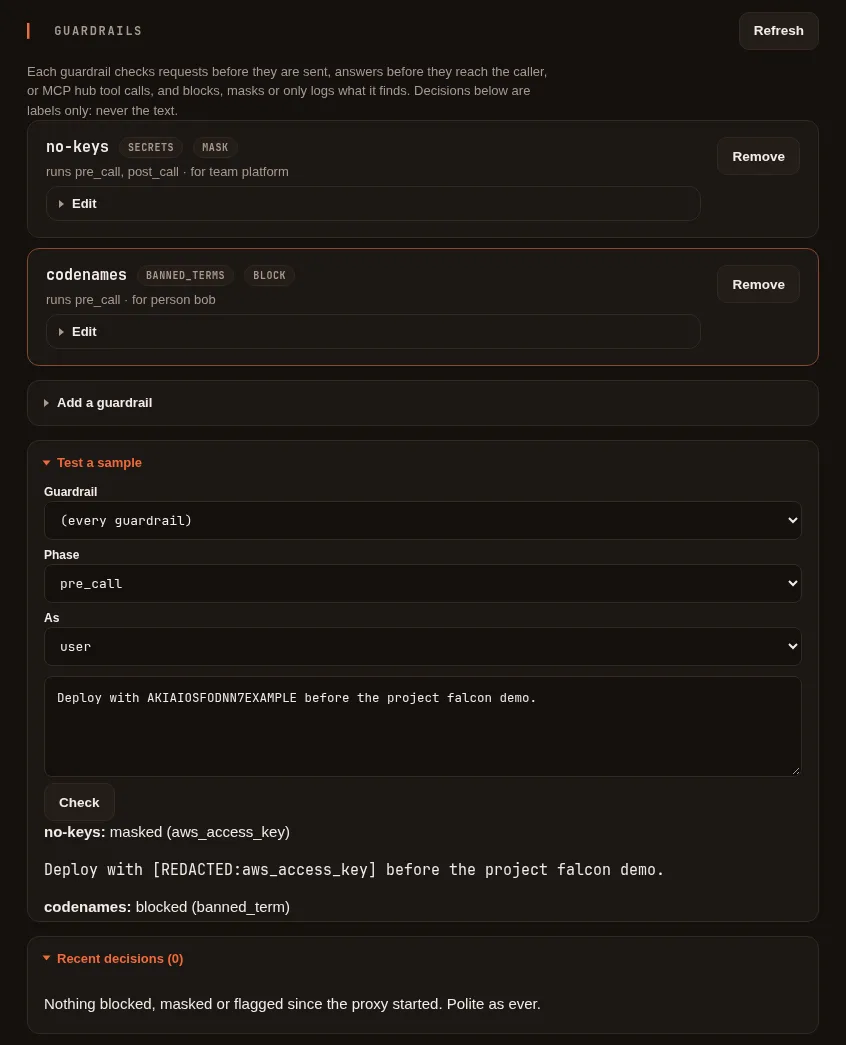 GUARDRAILS
Refresh
Each guardrail checks requests before they are sent, answers before they reach the caller,
or MCP hub tool calls, and blocks, masks or only logs what it finds. Decisions below are
labels only: never the text.
no-keys SECRETS MASK
Remove
runs pre_call, post_call · for team platform
Edit
codenames BANNED_TERMS BLOCK
Remove
runs pre_call · for person bob
Edit
Add a guardrail
Test a sample
Guardrail
(every guardrail)
Phase
pre_call
As
user
Deploy with AKIAIOSFODNN7EXAMPLE before the project falcon demo.
Check
no-keys: masked (aws_access_key)
Deploy with [REDACTED:aws_access_key] before the project falcon demo.
codenames: blocked (banned_term)
Recent decisions (0)
Nothing blocked, masked or flagged since the proxy started. Polite as ever.